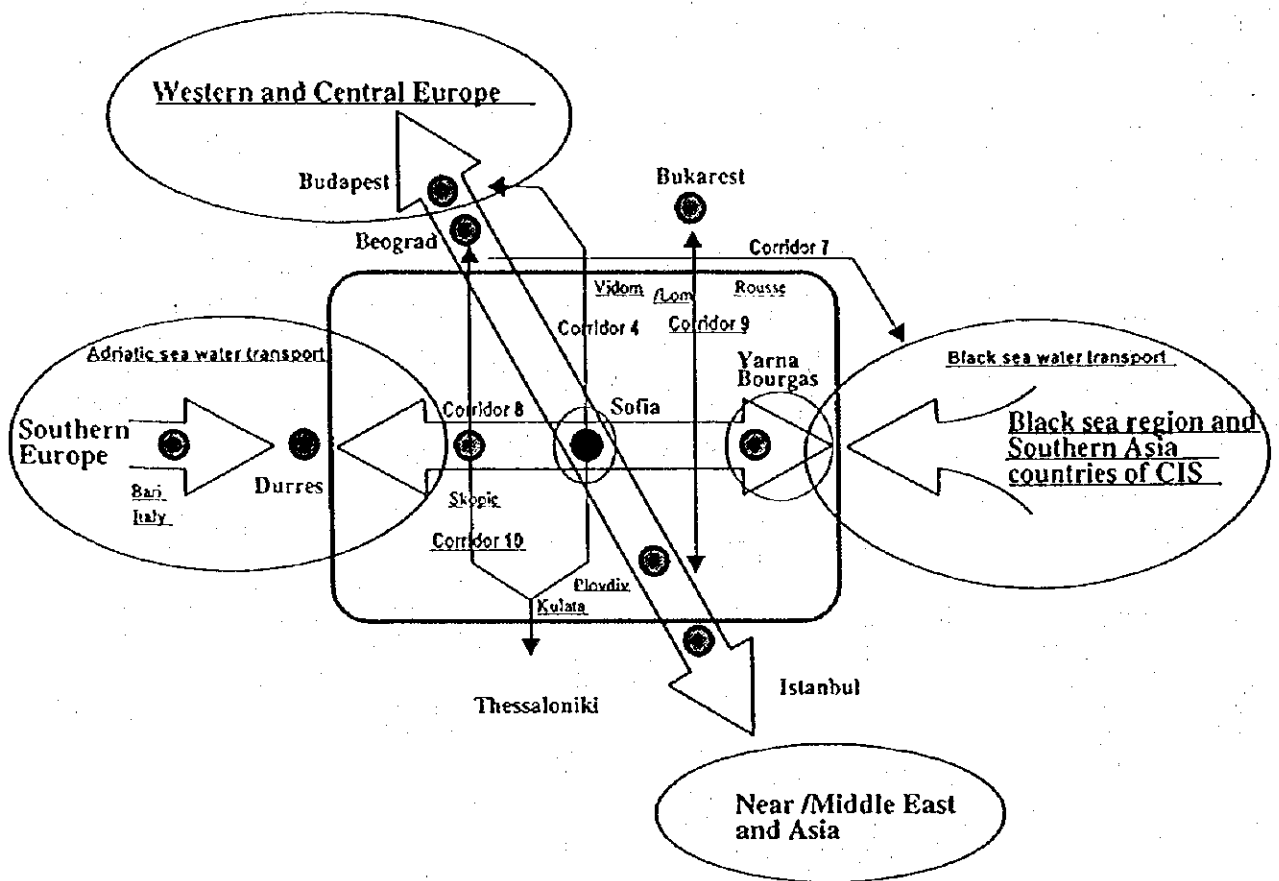 Western and Central Europe
Budapest
Bukarest
Beograd
Corridor 7
Vidom
/Lom
Rousse
Corridor 4
Corridor 9
Adriatic sea water transport
Varna
Bourgas
Black sea water transport
Corridor 8
Sofia
Southern
Europe
Black sea region and
Southern Asia
countries of CIS
Durres
Bari
Italy
Skopie
Corridor 10
Plovdiv
Kulata
Istanbul
Thessaloniki
Near /Middle East
and Asia